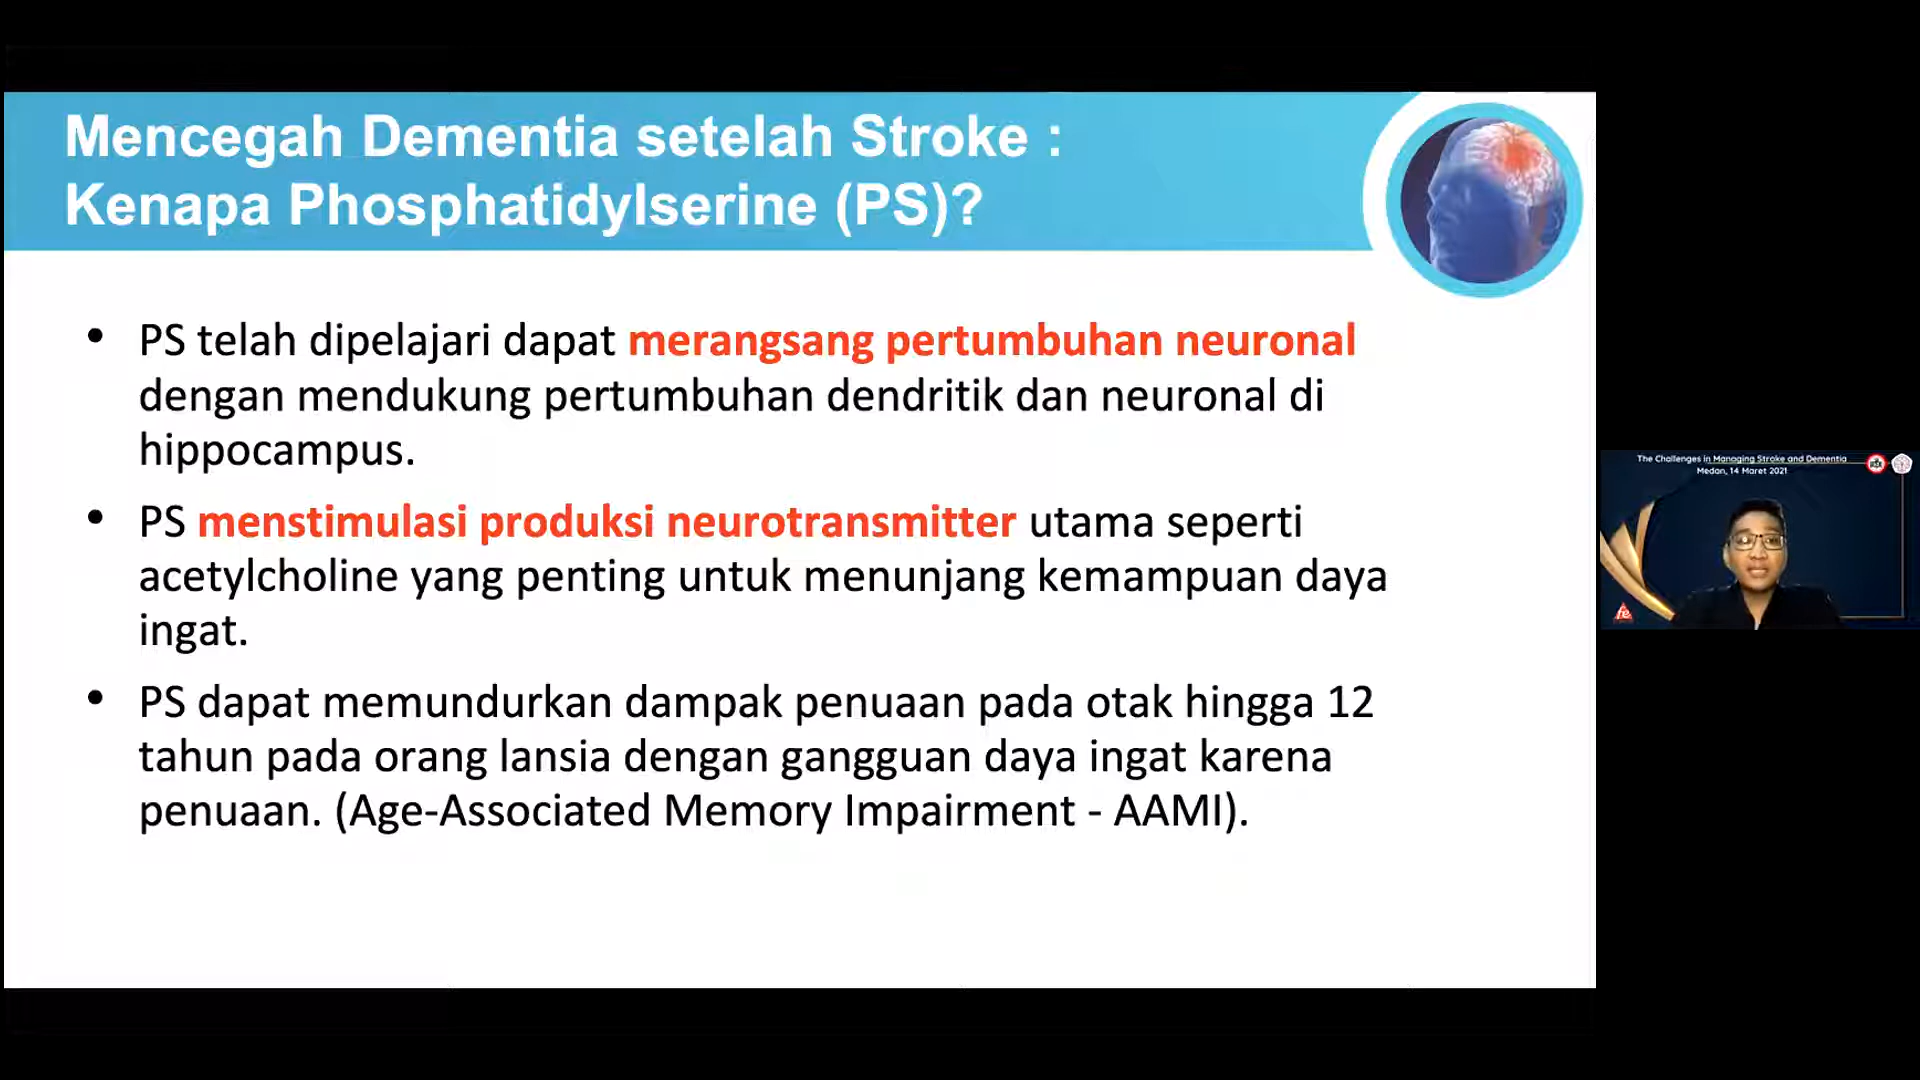 Mencegah Dementia setelah Stroke :
Kenapa Phosphatidylserine (PS)?
• PS telah dipelajari dapat merangsang pertumbuhan neuronal
dengan mendukung pertumbuhan dendritik dan neuronal di
hippocampus.
• PS menstimulasi produksi neurotransmitter utama seperti
acetylcholine yang penting untuk menunjang kemampuan daya
ingat.
• PS dapat memundurkan dampak penuaan pada otak hingga 12
tahun pada orang lansia dengan gangguan daya ingat karena
penuaan. (Age-Associated Memory Impairment - AAMI).
The Challenges in Managing Stroke and Dementia
Medan, 14 Maret 2021